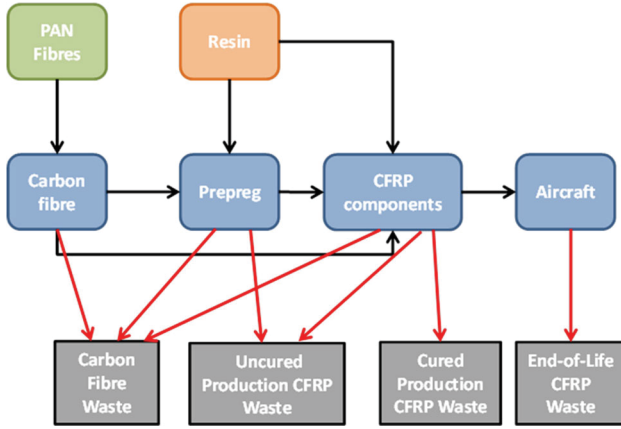 PAN
Fibres
Resin
Carbon
fibre
Prepreg
CFRP
components
Aircraft
Carbon
Fibre
Waste
Uncured
Production CFRP
Waste
Cured
Production
CFRP Waste
End-of-Life
CFRP
Waste